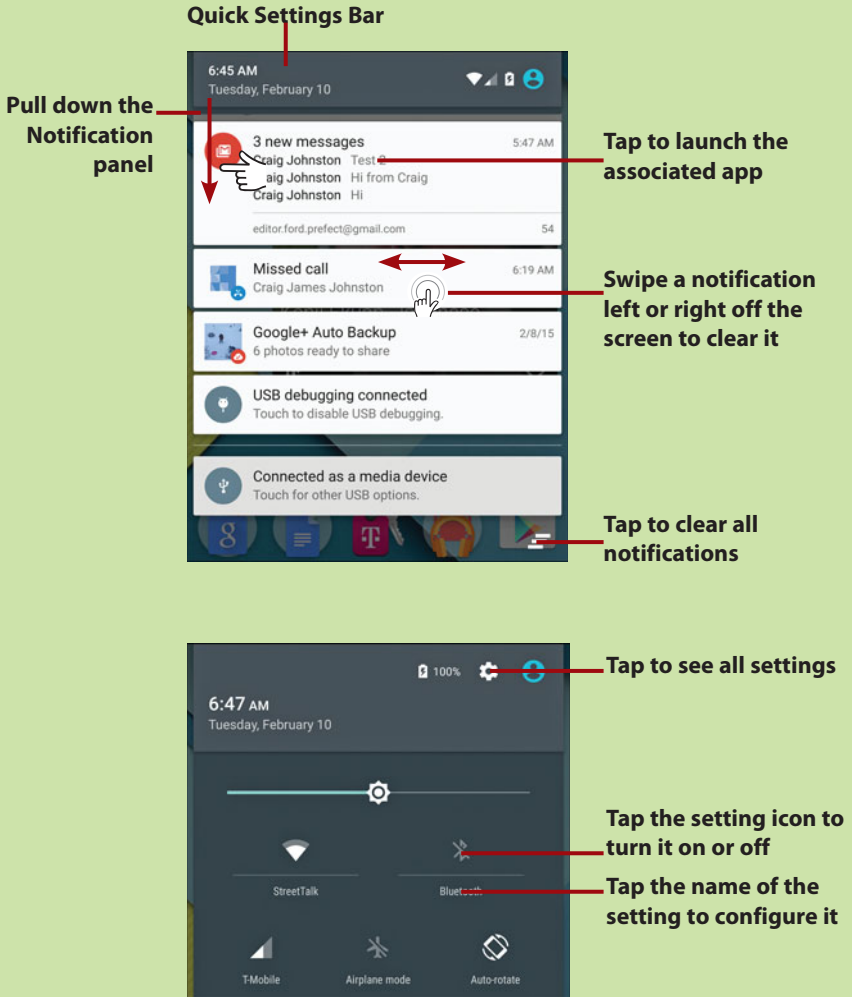 Quick Settings Bar
6:45 AM
Tuesday, February 10
Pull down the
Notification
panel
3 new messages 5:47 AM
Craig Johnston Test 2
Craig Johnston Hi from Craig
Craig Johnston Hi
editor.ford.prefect@gmail.com 54
Tap to launch the
associated app
Missed call 6:19 AM
Craig James Johnston
Swipe a notification
left or right off the
screen to clear it
Google+ Auto Backup 2/8/15
6 photos ready to share
USB debugging connected
Touch to disable USB debugging.
Connected as a media device
Touch for other USB options.
Tap to clear all
notifications
100%
Tap to see all settings
6:47 AM
Tuesday, February 10
Tap the setting icon to
turn it on or off
StreetTalk Bluetooth
Tap the name of the
setting to configure it
T-Mobile Airplane mode Auto-rotate